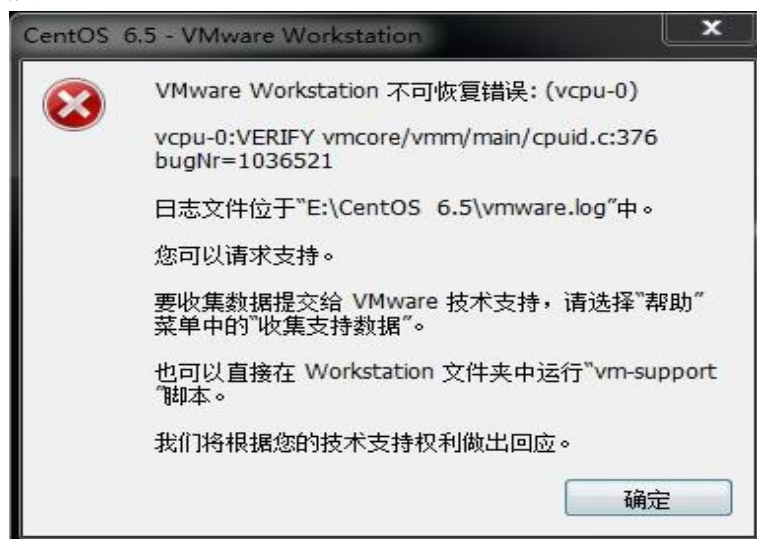 CentOS 6.5 - VMware Workstation
VMware Workstation 不可恢复错误: (vcpu-0)
vcpu-0:VERIFY vmcore/vmm/main/cpuid.c:376
bugNr=1036521
日志文件位于"E:\CentOS 6.5\vmware.log"中。
您可以请求支持。
要收集数据提交给 VMware 技术支持，请选择"帮助"
菜单中的"收集支持数据"。
也可以直接在 Workstation 文件夹中运行"vm-support
"脚本。
我们将根据您的技术支持权利做出回应。
确定